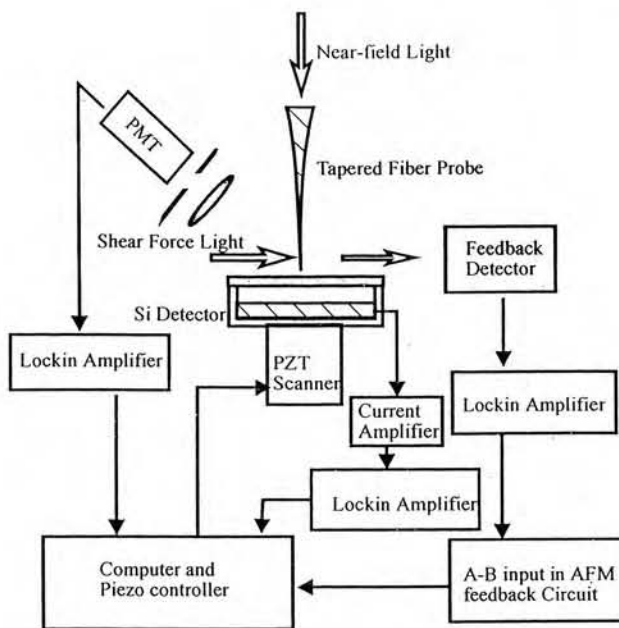 Near-field Light
PMT
Tapered Fiber Probe
Shear Force Light
Feedback
Detector
Si Detector
Lockin Amplifier
PZT
Scanner
Current
Amplifier
Lockin Amplifier
Lockin Amplifier
Computer and
Piezo controller
A-B input in AFM
feedback Circuit